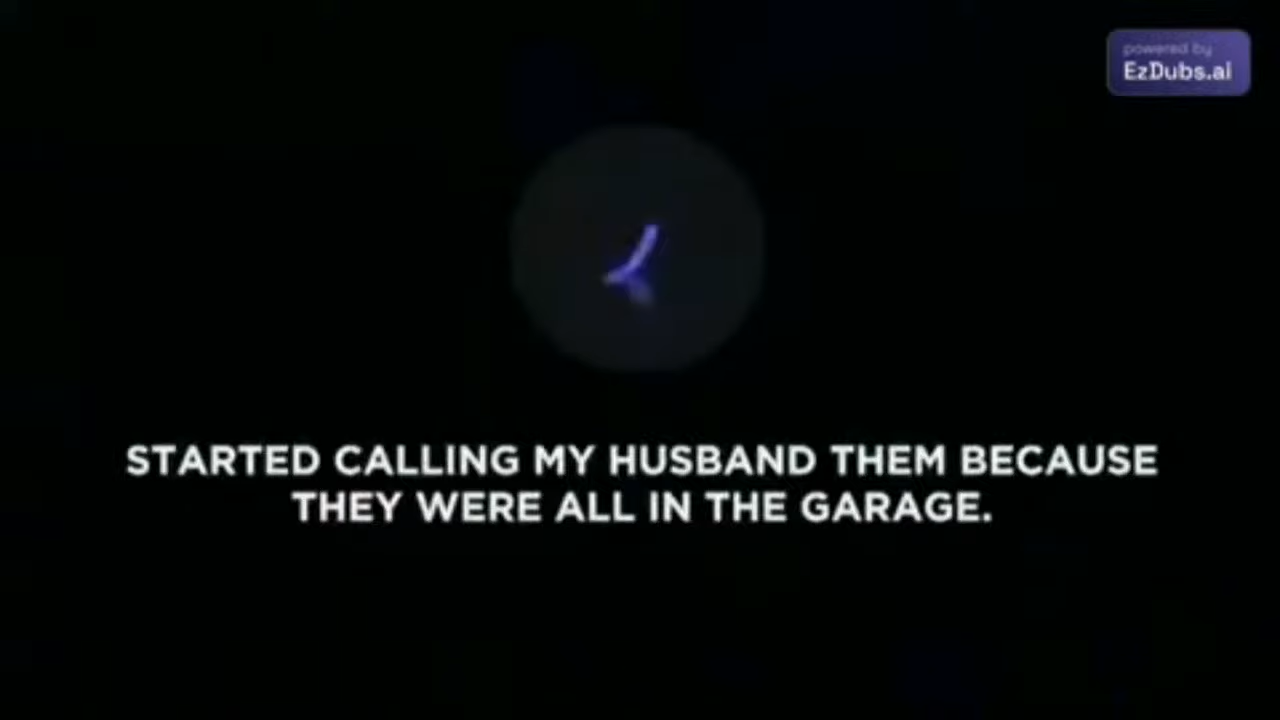 powered by
EzDubs.ai
STARTED CALLING MY HUSBAND THEM BECAUSE
THEY WERE ALL IN THE GARAGE.